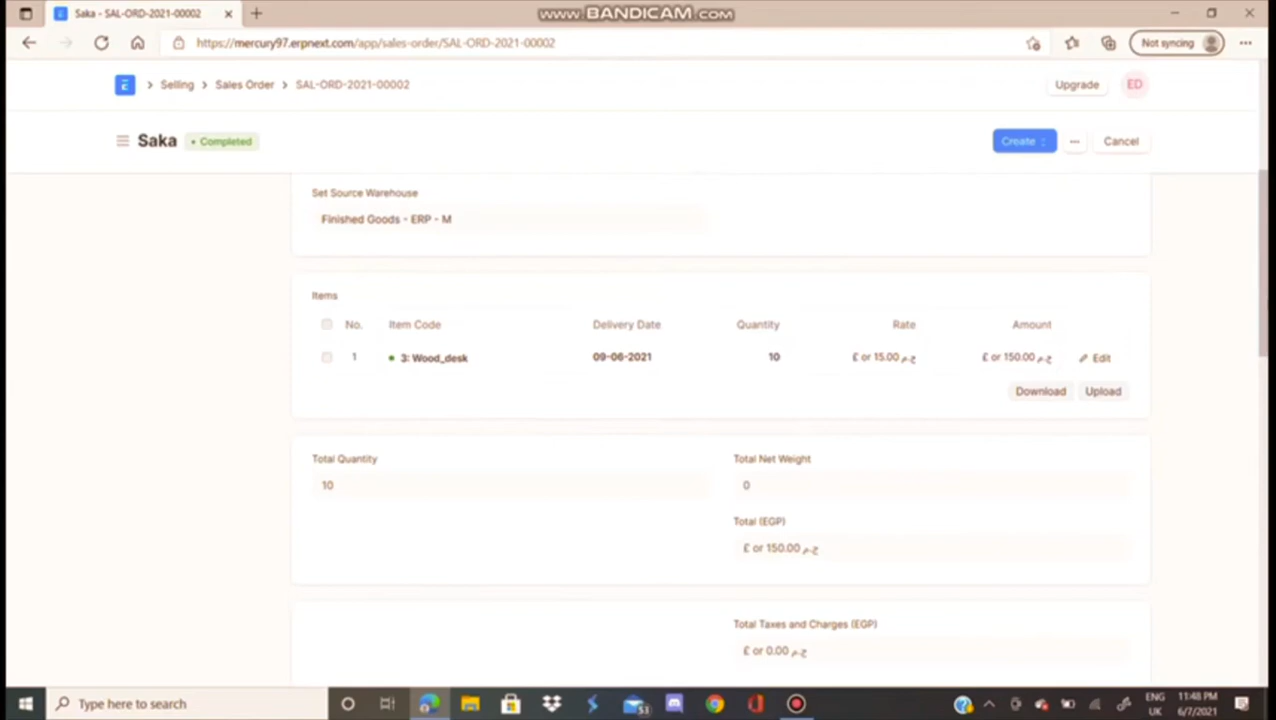 Saka - SAL-ORD-2021-00002
www.BANDICAM.com
https://mercury97.erpnext.com/app/sales-order/SAL-ORD-2021-00002
Not syncing
Selling
Sales Order
SAL-ORD-2021-00002
Upgrade
ED
Saka
Completed
Create
Cancel
Set Source Warehouse
Finished Goods - ERP - M
Items
No. Item Code Delivery Date Quantity Rate Amount
1 3: Wood_desk 09-06-2021 10 £ or 15.00 ج.م £ or 150.00 ج.م Edit
Download Upload
Total Quantity
10
Total Net Weight
0
Total (EGP)
£ or 150.00 ج.م
Total Taxes and Charges (EGP)
£ or 0.00 ج.م
Type here to search
51
ENG
UK
11:48 PM
6/7/2021